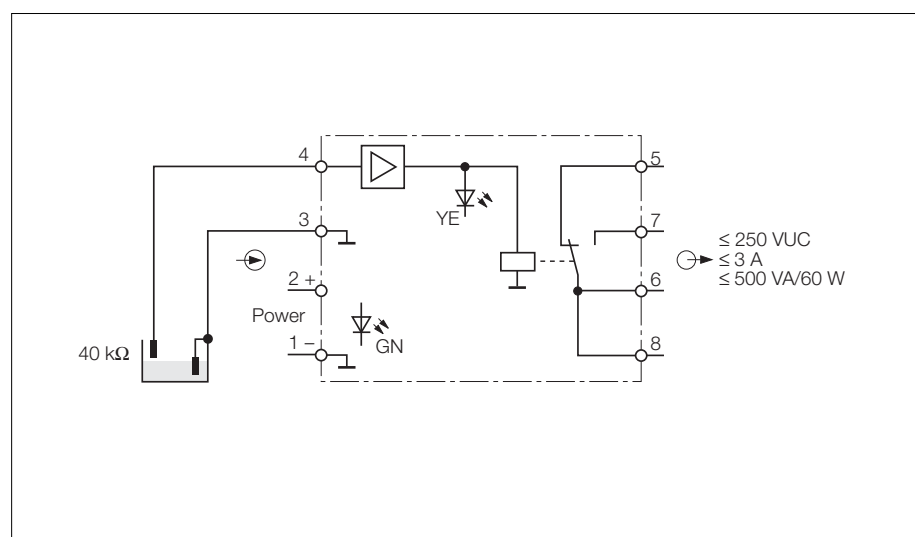 4
5
YE
3
7
≤ 250 VUC
≤ 3 A
≤ 500 VA/60 W
2 +
6
Power
GN
1 –
8
40 kΩ